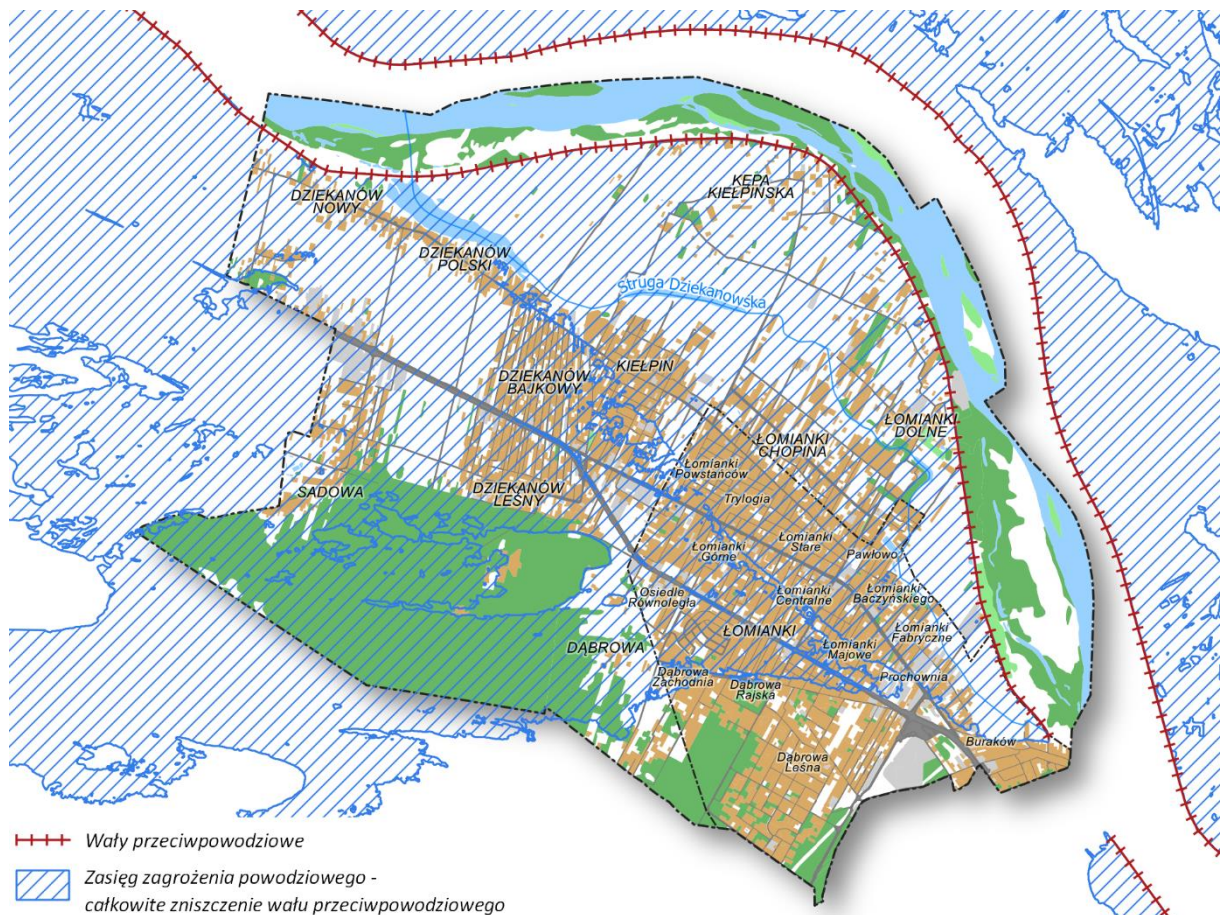 DZIEKANÓW
NOWY
KĘPA
KIEŁPIŃSKA
DZIEKANÓW
POLSKI
Struga Dziekanowska
KIEŁPIN
DZIEKANÓW
BAJKOWY
ŁOMIANKI
DOLNE
ŁOMIANKI
CHOPINA
Łomianki
Powstańców
SADOWA
DZIEKANÓW
LEŚNY
Trylogia
Łomianki
Górne
Łomianki
Stare
Pawłowo
Osiedle
Równoległa
Łomianki
Centralne
Łomianki
Baczyńskiego
Łomianki
Fabryczne
ŁOMIANKI
DĄBROWA
Łomianki
Majowe
Dąbrowa
Zachodnia
Dąbrowa
Rajska
Prochownia
Buraków
Dąbrowa
Leśna
Wały przeciwpowodziowe
Zasięg zagrożenia powodziowego -
całkowite zniszczenie wału przeciwpowodziowego